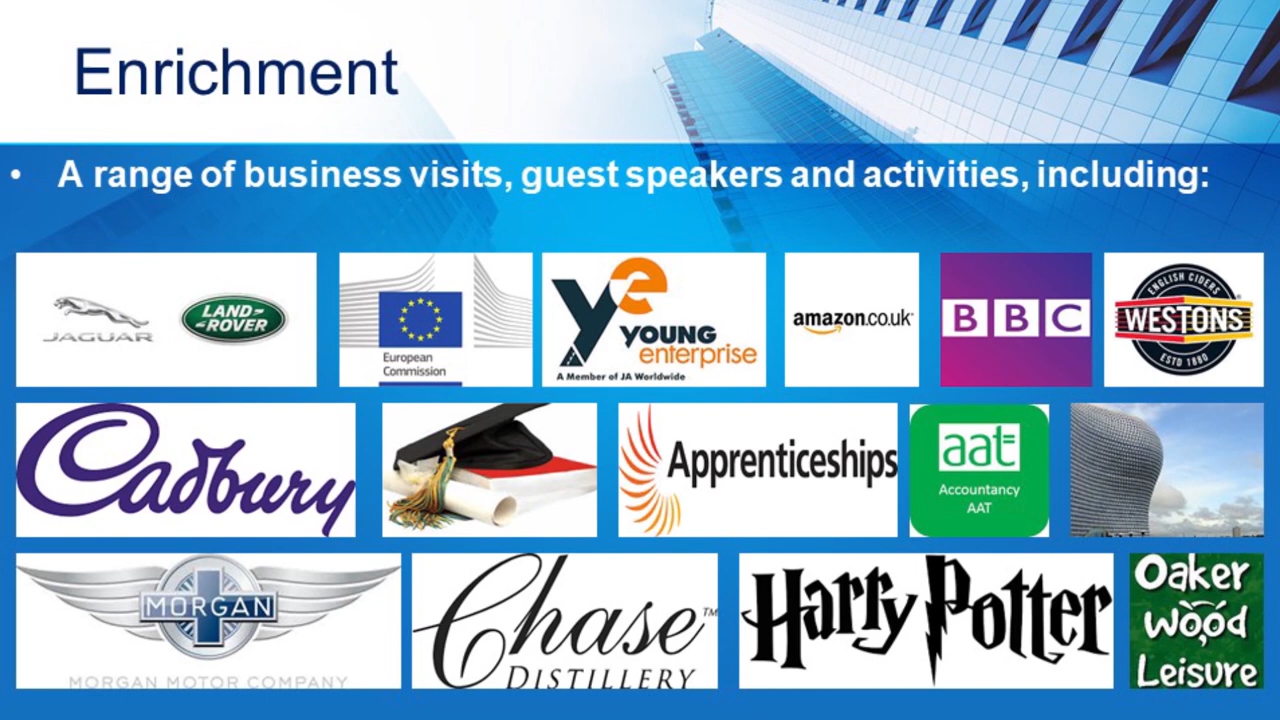 Enrichment
• A range of business visits, guest speakers and activities, including:
JAGUAR
LAND-
-ROVER
European
Commission
ye
YOUNG
enterprise
A Member of JA Worldwide
amazon.co.uk
BBC
ENGLISH CIDERS
WESTONS
ESTD 1880
Cadbury
Apprenticeships
aat
Accountancy
AAT
MORGAN
MORGAN MOTOR COMPANY
Chase TM
DISTILLERY
HARRY POTTER
Oaker
wood
Leisure